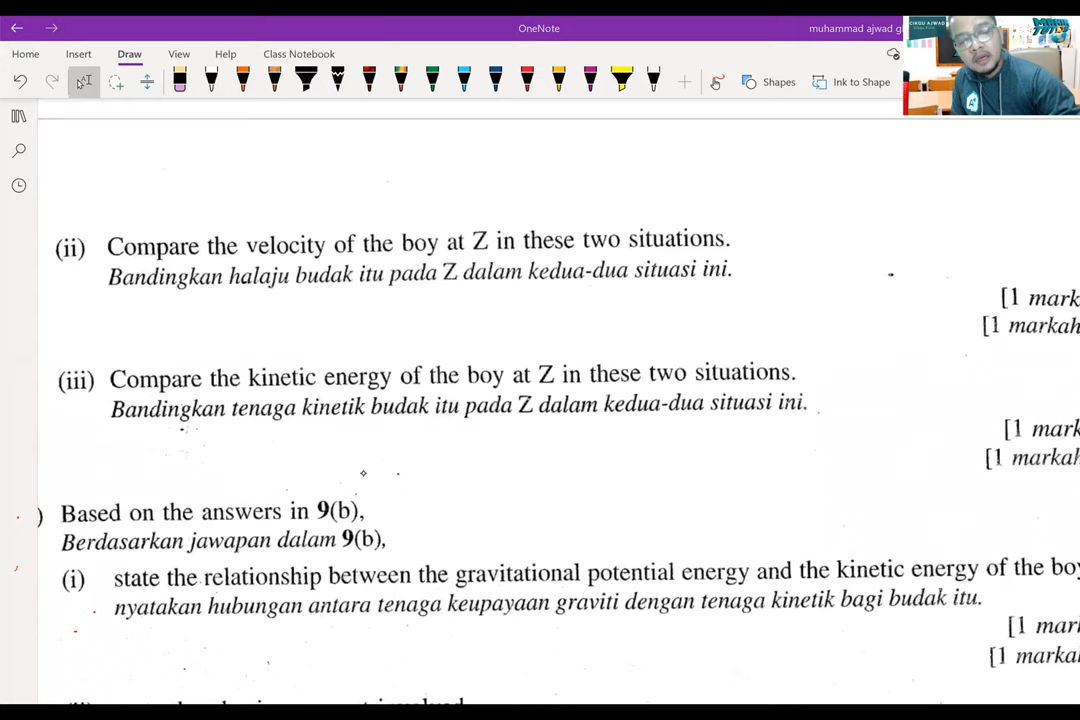 OneNote
muhammad ajwad
CIKGU AJWAD
Home Insert Draw View Help Class Notebook
Shapes Ink to Shape
(ii) Compare the velocity of the boy at Z in these two situations.
Bandingkan halaju budak itu pada Z dalam kedua-dua situasi ini.
[1 mark
[1 markah
(iii) Compare the kinetic energy of the boy at Z in these two situations.
Bandingkan tenaga kinetik budak itu pada Z dalam kedua-dua situasi ini.
[1 mark
[1 markah
) Based on the answers in 9(b),
Berdasarkan jawapan dalam 9(b),
(i) state the relationship between the gravitational potential energy and the kinetic energy of the boy
nyatakan hubungan antara tenaga keupayaan graviti dengan tenaga kinetik bagi budak itu.
[1 mark
[1 markah